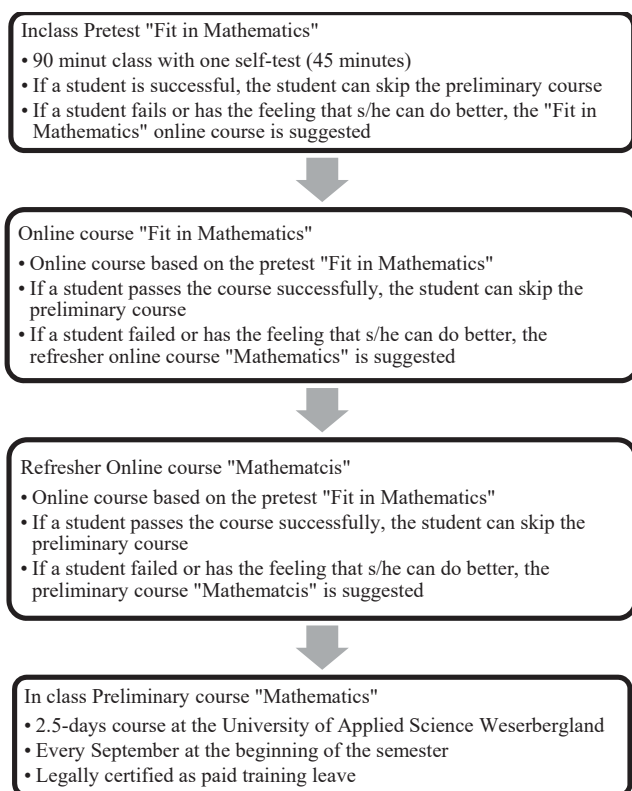 Inclass Pretest "Fit in Mathematics"
• 90 minut class with one self-test (45 minutes)
• If a student is successful, the student can skip the preliminary course
• If a student fails or has the feeling that s/he can do better, the "Fit in
Mathematics" online course is suggested
Online course "Fit in Mathematics"
• Online course based on the pretest "Fit in Mathematics"
• If a student passes the course successfully, the student can skip the
preliminary course
• If a student failed or has the feeling that s/he can do better, the
refresher online course "Mathematics" is suggested
Refresher Online course "Mathematcis"
• Online course based on the pretest "Fit in Mathematics"
• If a student passes the course successfully, the student can skip the
preliminary course
• If a student failed or has the feeling that s/he can do better, the
preliminary course "Mathematcis" is suggested
In class Preliminary course "Mathematics"
• 2.5-days course at the University of Applied Science Weserbergland
• Every September at the beginning of the semester
• Legally certified as paid training leave